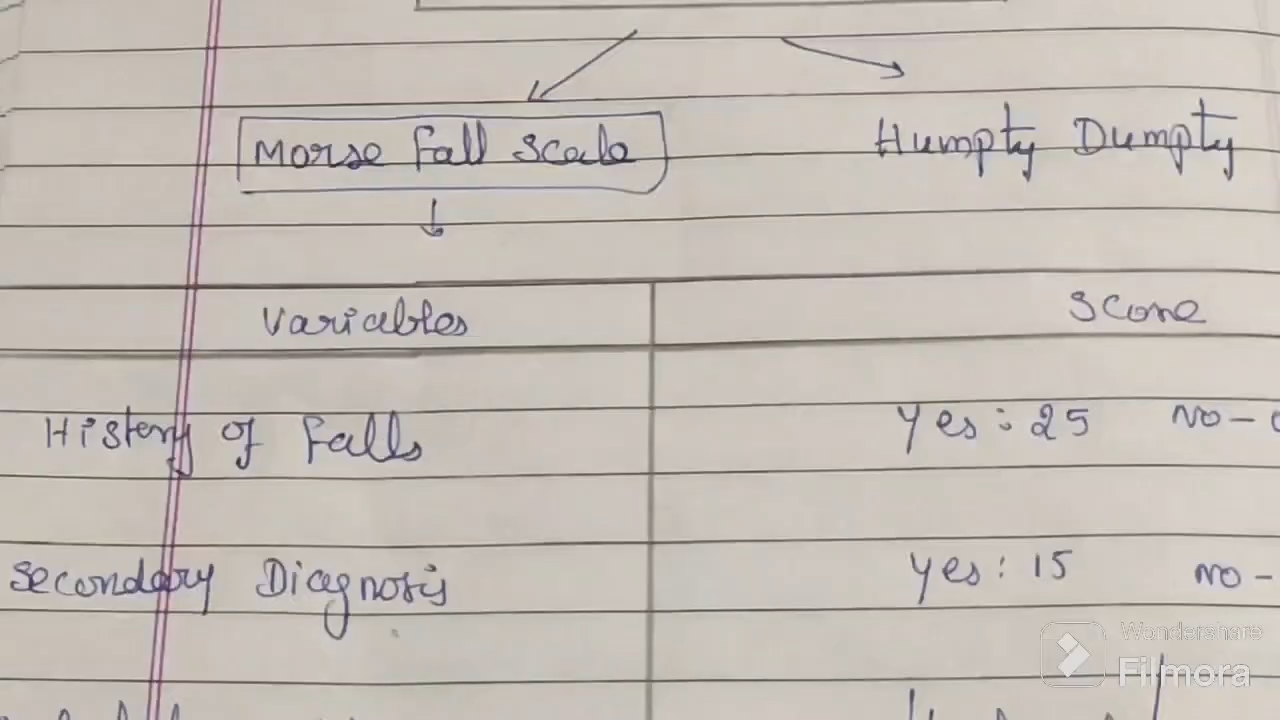 Morse Fall Scale
Humpty Dumpty
Variables
Score
History of Falls
Yes: 25 No-
Secondary Diagnosis
Yes: 15 No-
Wondershare
Filmora